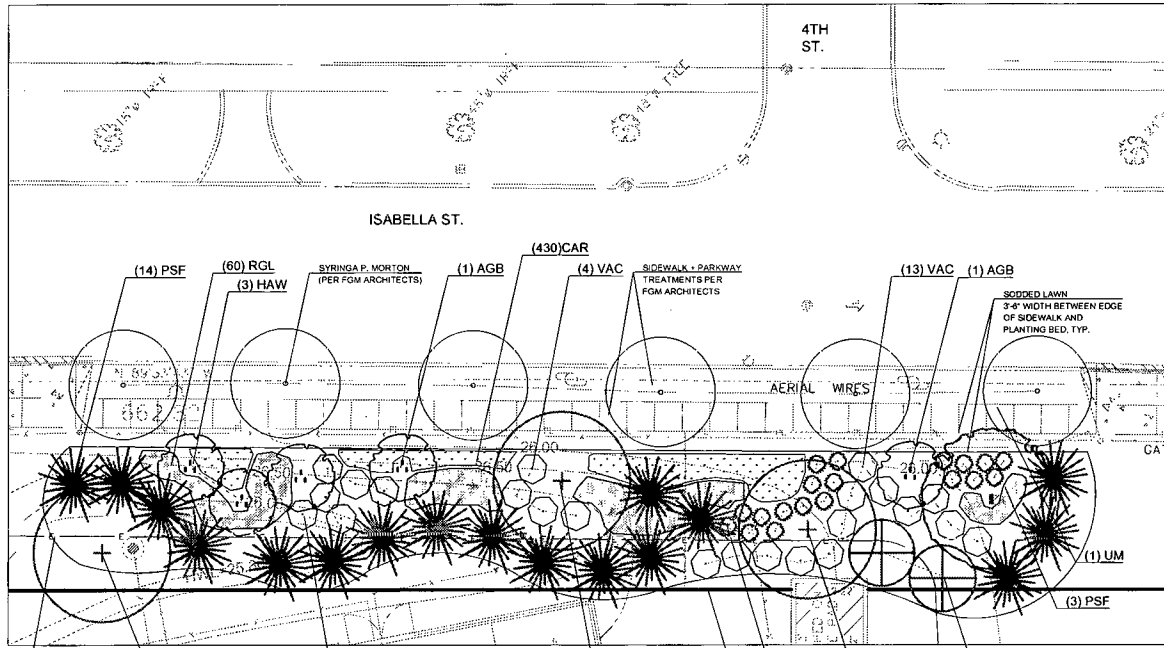 4TH
ST.
ISABELLA ST.
(14) PSF
(60) RGL
(3) HAW
SYRINGA P. MORTON
(PER FGM ARCHITECTS)
(1) AGB
(430)CAR
(4) VAC
SIDEWALK + PARKWAY
TREATMENTS PER
FGM ARCHITECTS
(13) VAC
(1) AGB
SODDED LAWN
3'-6" WIDTH BETWEEN EDGE
OF SIDEWALK AND
PLANTING BED, TYP.
AERIAL WIRES
26.00
26.00
(1) UM
(3) PSF